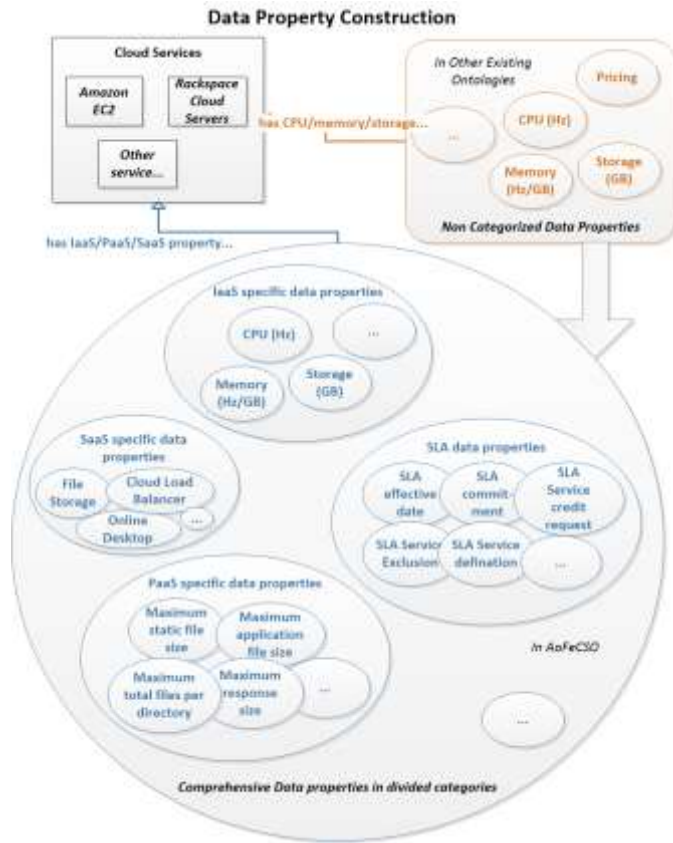 Data Property Construction
Cloud Services
Amazon
EC2
Rackspace
Cloud
Servers
Other
service...
In Other Existing
Ontologies
Pricing
CPU (Hz)
...
Memory
(Hz/GB)
Storage
(GB)
Non Categorized Data Properties
has CPU/memory/storage...
has IaaS/PaaS/SaaS property...
IaaS specific data properties
CPU (Hz)
...
Memory
(Hz/GB)
Storage
(GB)
SaaS specific data
properties
File
Storage
Cloud Load
Balancer
Online
Desktop
...
SLA data properties
SLA
effective
date
SLA
commit-
ment
SLA
Service
credit
request
SLA Service
Exclusion
SLA Service
defination
...
PaaS specific data properties
Maximum
static file
size
Maximum
application
file size
Maximum
total files per
directory
Maximum
response
size
...
In AoFeCSO
...
Comprehensive Data properties in divided categories